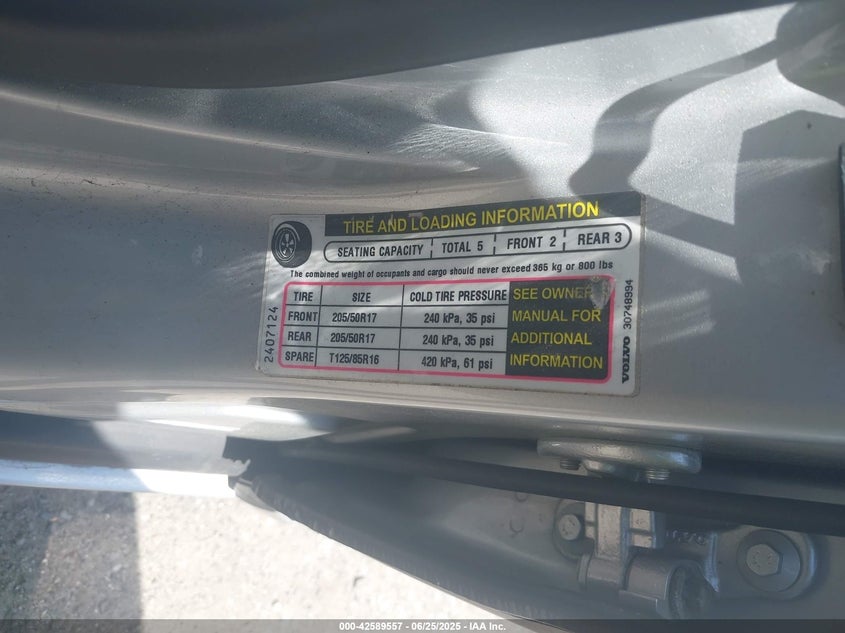 TIRE AND LOADING INFORMATION
SEATING CAPACITY TOTAL 5 FRONT 2 REAR 3
The combined weight of occupants and cargo should never exceed 365 kg or 800 lbs
TIRE SIZE COLD TIRE PRESSURE SEE OWNER
FRONT 205/50R17 240 kPa, 35 psi MANUAL FOR
REAR 205/50R17 240 kPa, 35 psi ADDITIONAL
SPARE T125/85R16 420 kPa, 61 psi INFORMATION
2407124
VOLVO 30748994
000-42589557 - 06/25/2025 - IAA Inc.